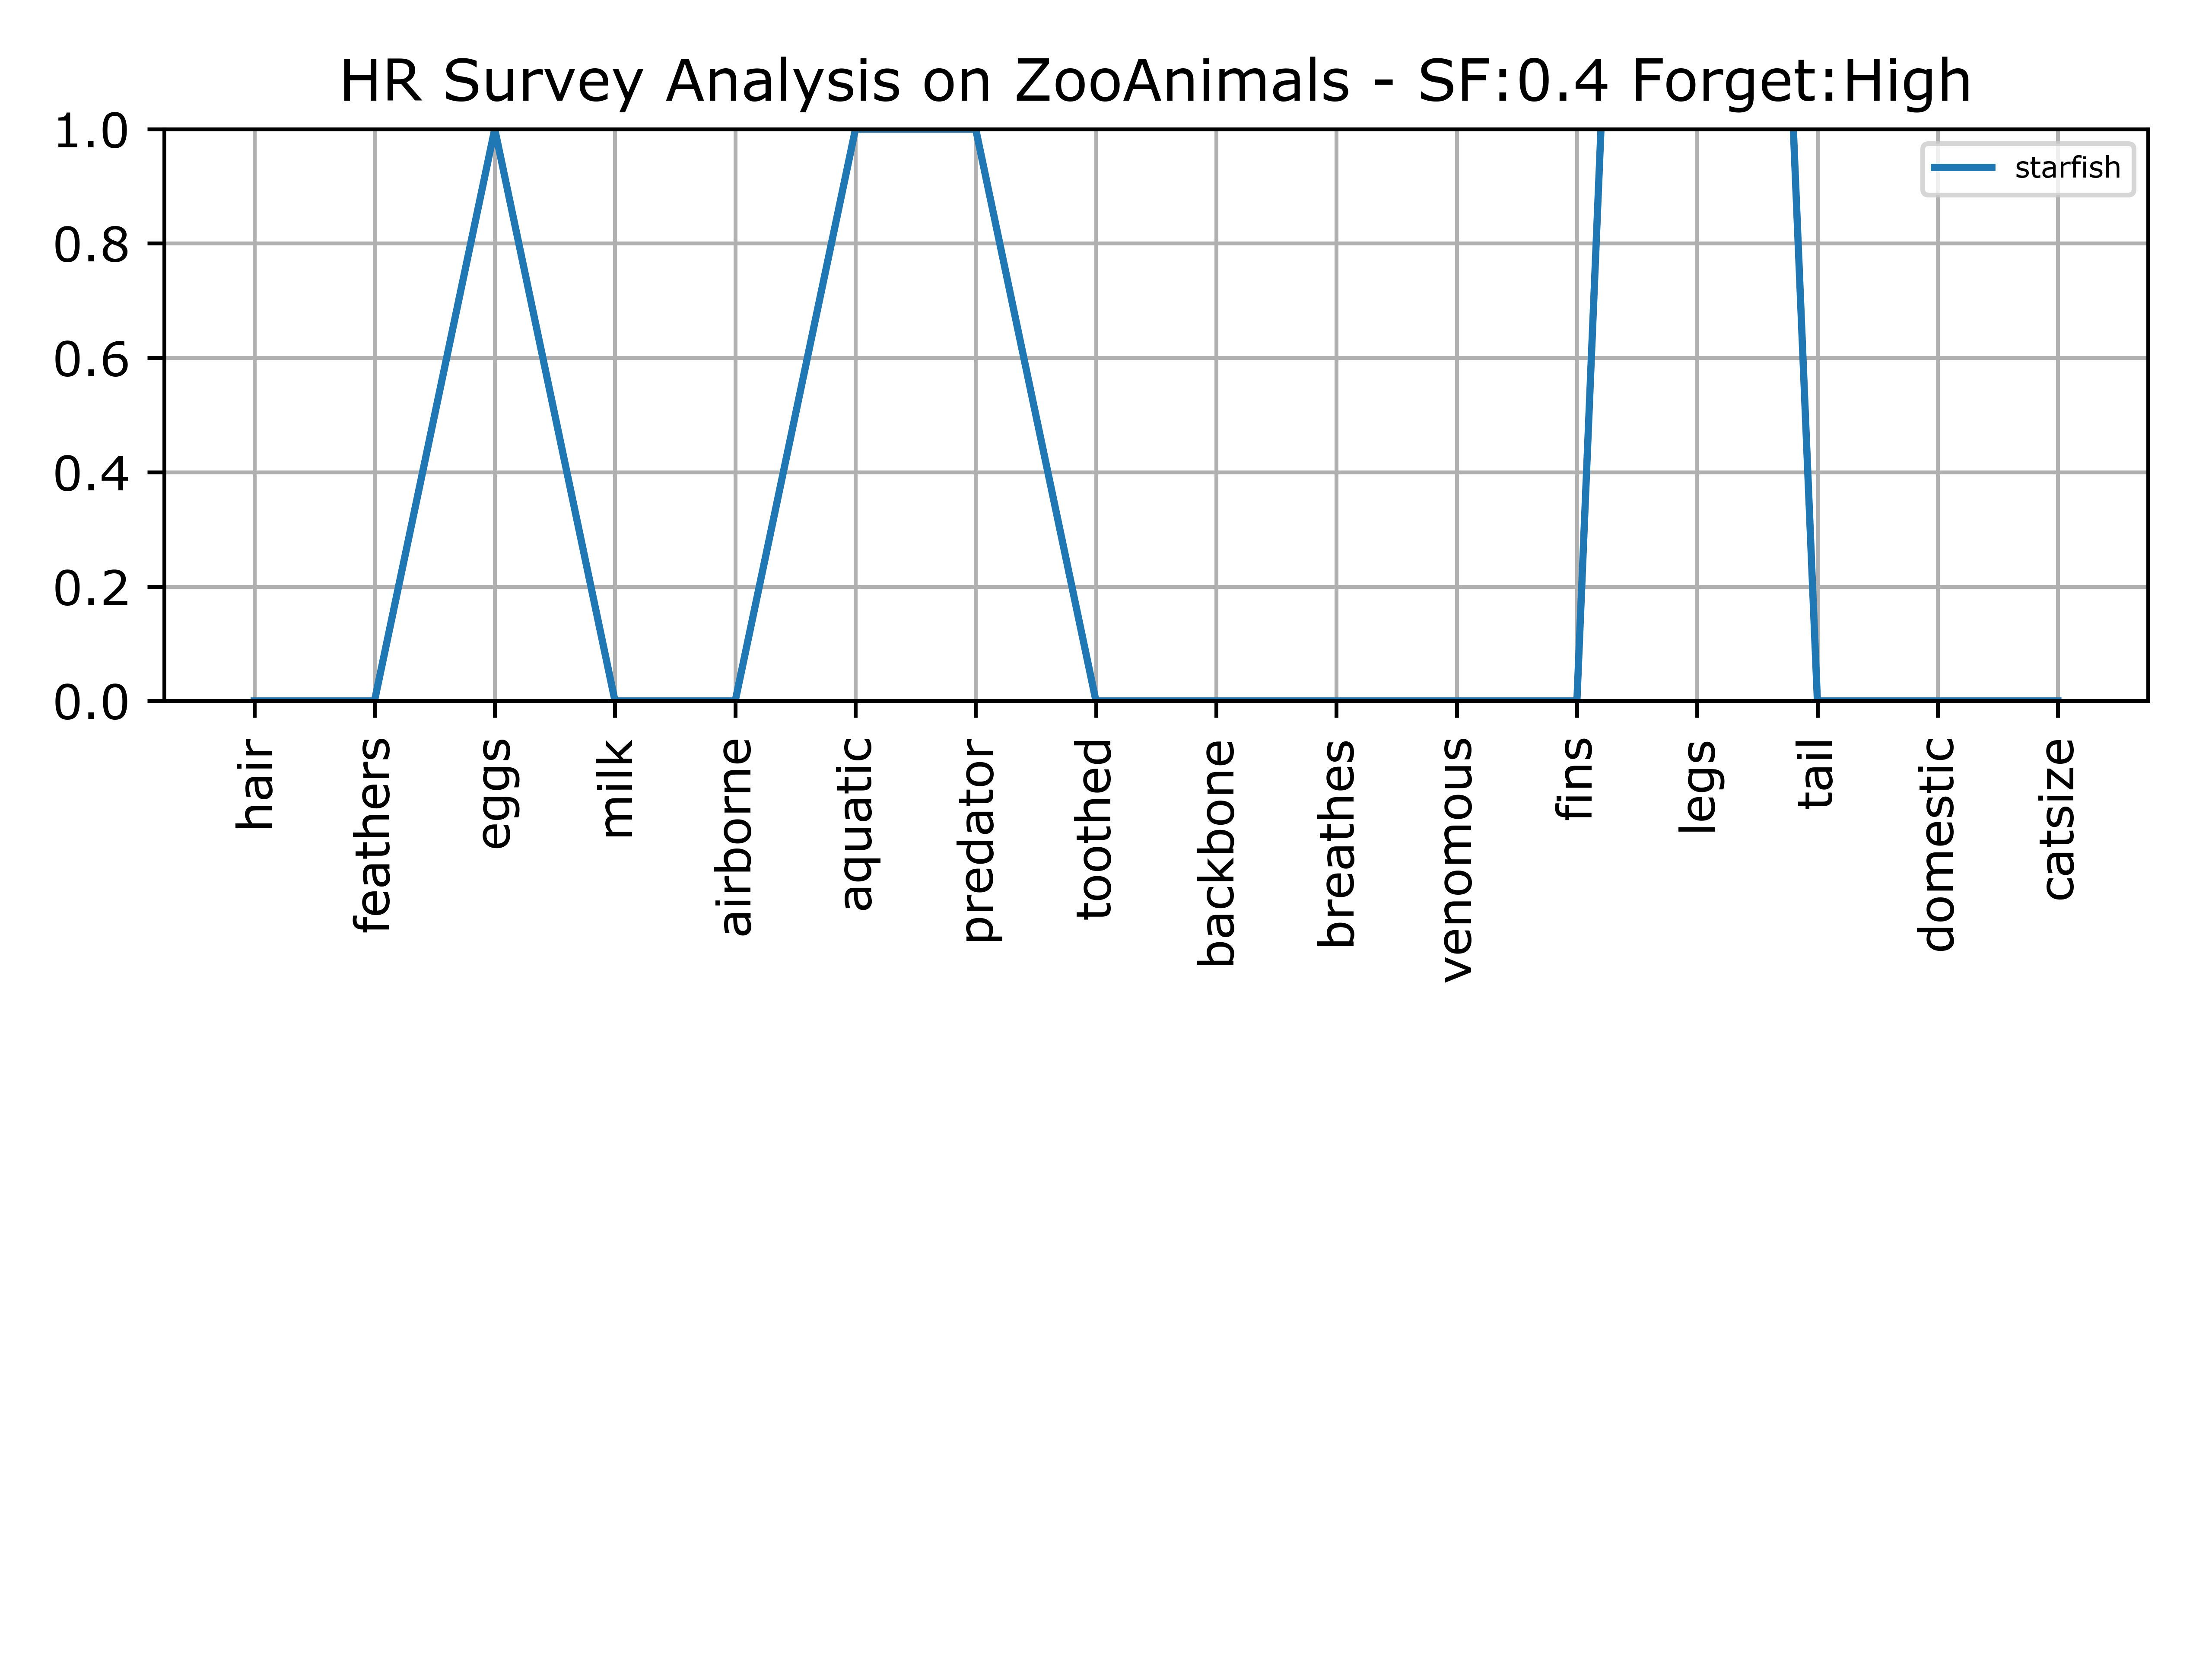 HR Survey Analysis on ZooAnimals - SF:0.4 Forget:High
1.0
0.8
0.6
0.4
0.2
0.0
starfish
hair
feathers
eggs
milk
airborne
aquatic
predator
toothed
backbone
breathes
venomous
fins
legs
tail
domestic
catsize